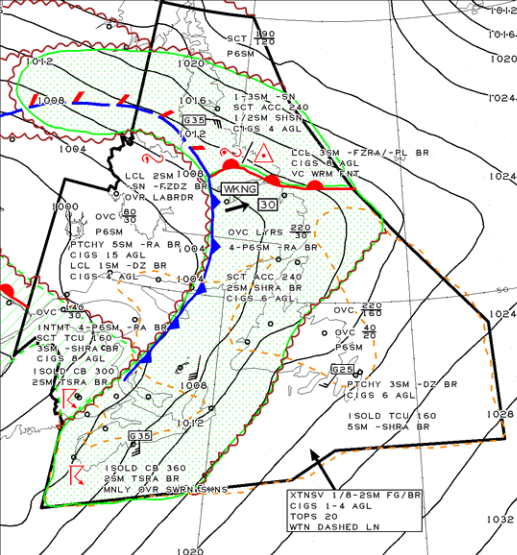 1012
SCT 190/120
P6SM
1012
1016
1020
1012
1020
1024
1008
1016
1-3SM -SN
SCT ACC 240
1/2SM SHSN
CIGS 4 AGL
G35
1012
1004
LCL 3SM -FZRA/-PL BR
CIGS 8 AGL
VC WRM FNT
1008
LCL 2SM
-SN -FZDZ BR
OVR LABRDR
WKNG
30
1000
OVC 80/30
P6SM
PTCHY 5SM -RA BR
CIGS 15 AGL
LCL 1SM -DZ BR
CIGS 2 AGL
OVC LYRS 220/30
4-P6SM -RA BR
1004
SCT ACC 240
2SM -SHRA BR
CIGS 6 AGL
1004
50
1024
OVC 140/30
INTMT 4-P6SM -RA BR
SCT TCU 160
3SM -SHRA BR
CIGS 8 AGL
ISOLD CB 300
2SM TSRA BR
OVC 220/160
OVC 40/20
P6SM
G25
PTCHY 3SM -DZ BR
CIGS 6 AGL
1008
ISOLD TCU 160
5SM -SHRA BR
1028
1012
G35
ISOLD CB 360
2SM TSRA BR
MNLY OVR SWRN SXNS
XTNSV 1/8-2SM FG/BR
CIGS 1-4 AGL
TOPS 20
WTN DASHED LN
1032
1020